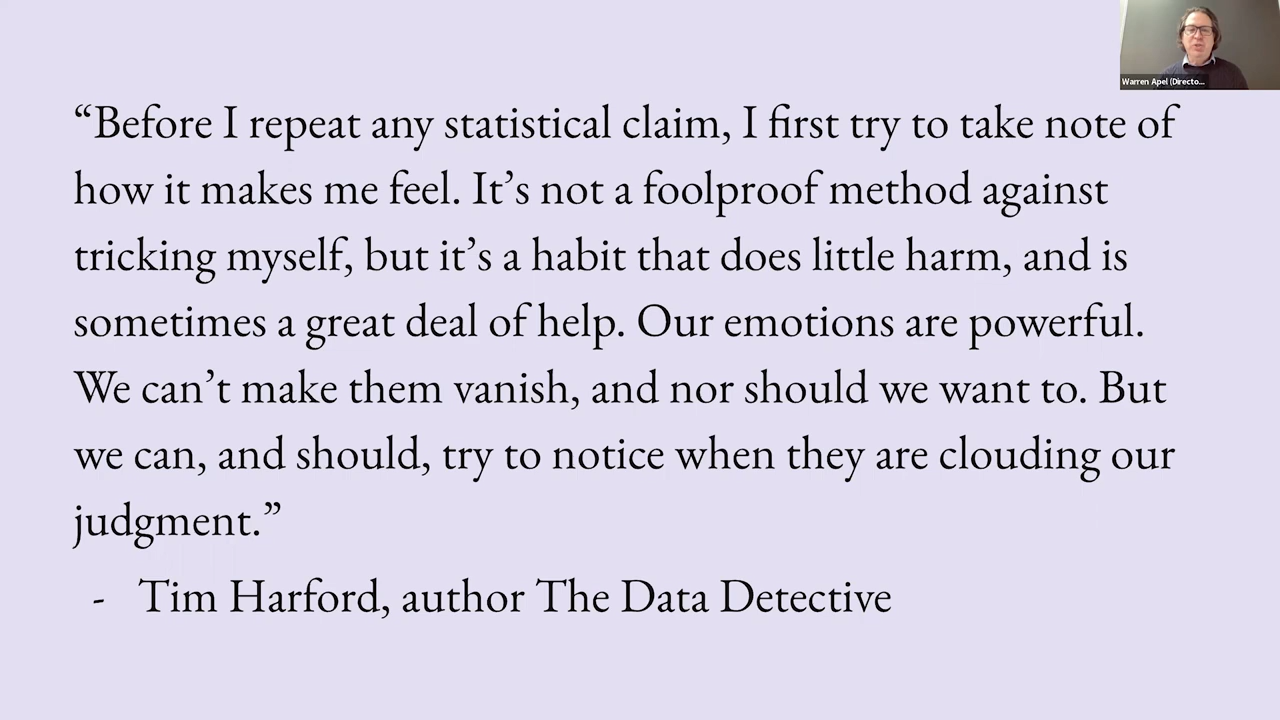 Warren Apel (Directo...
“Before I repeat any statistical claim, I first try to take note of
how it makes me feel. It’s not a foolproof method against
tricking myself, but it’s a habit that does little harm, and is
sometimes a great deal of help. Our emotions are powerful.
We can’t make them vanish, and nor should we want to. But
we can, and should, try to notice when they are clouding our
judgment.”
- Tim Harford, author The Data Detective